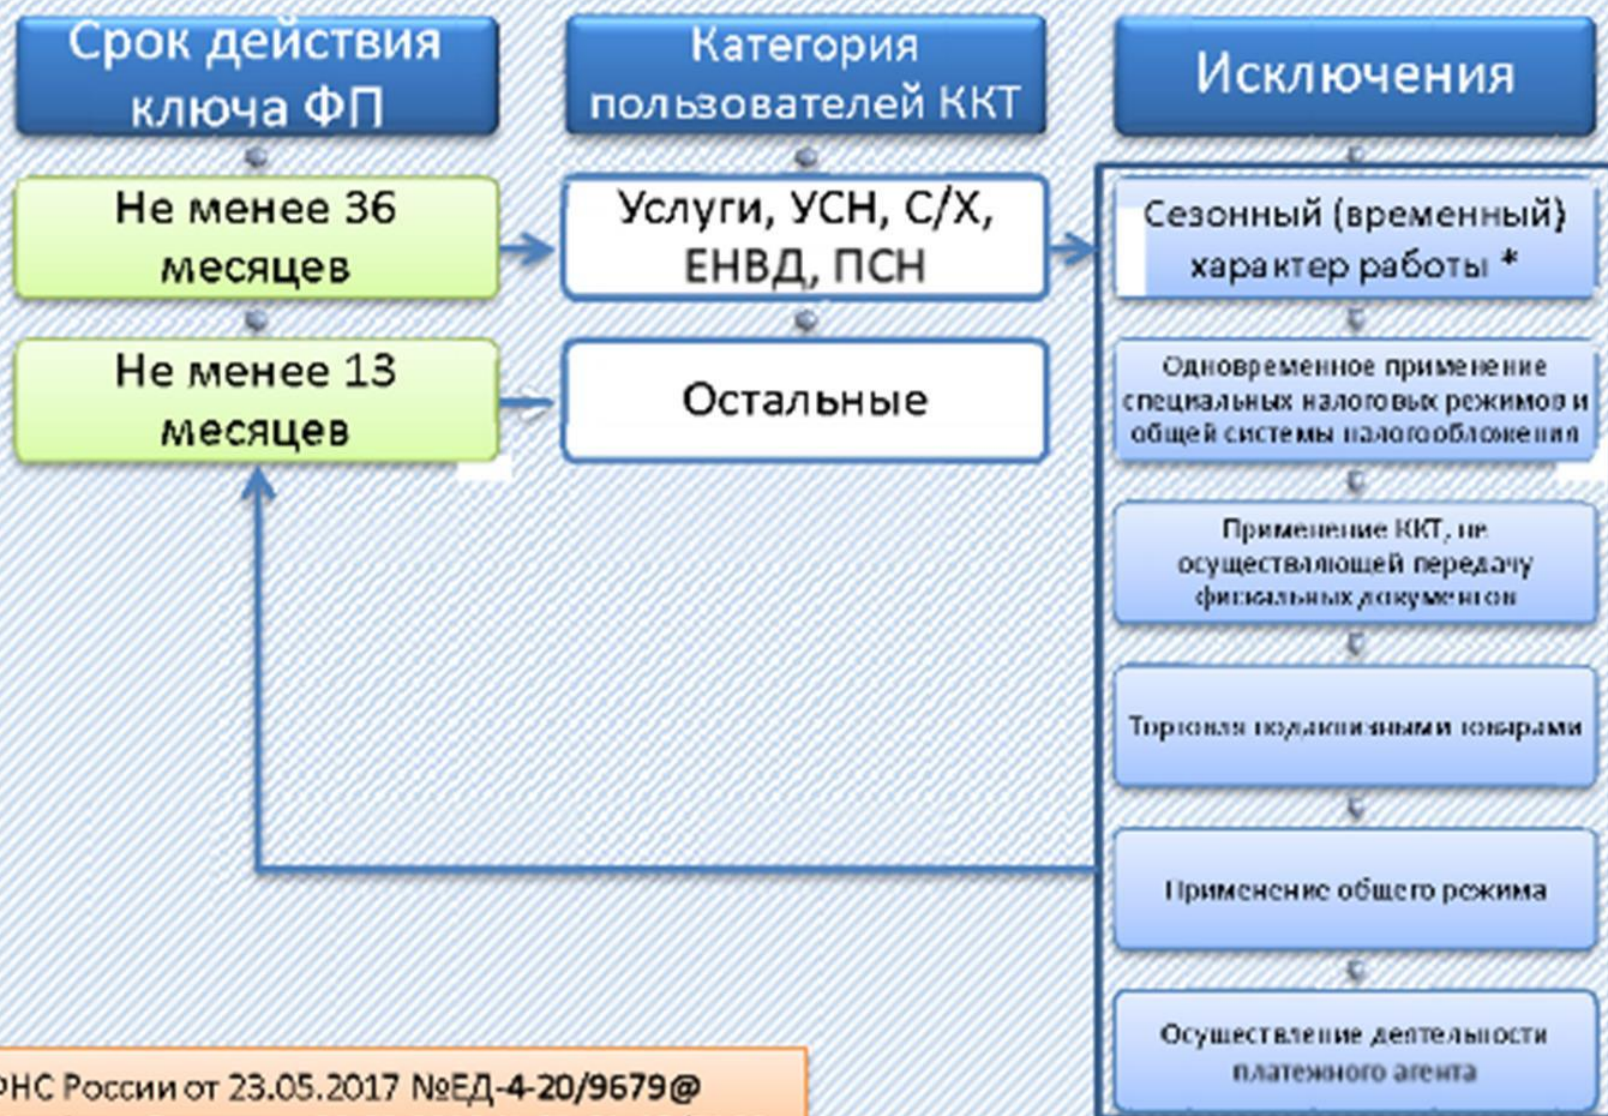 Срок действия
ключа ФП
Категория
пользователей ККТ
Исключения
Не менее 36
месяцев
Услуги, УСН, С/Х,
ЕНВД, ПСН
Сезонный (временный)
характер работы *
Не менее 13
месяцев
Остальные
Одновременное применение
специальных налоговых режимов и
общей системы налогообложения
Применение ККТ, не
осуществляющей передачу
фискальных документов
Торговля подакцизными товарами
Применение общего режима
Осуществление деятельности
платежного агента
ФНС России от 23.05.2017 №ЕД-4-20/9679@